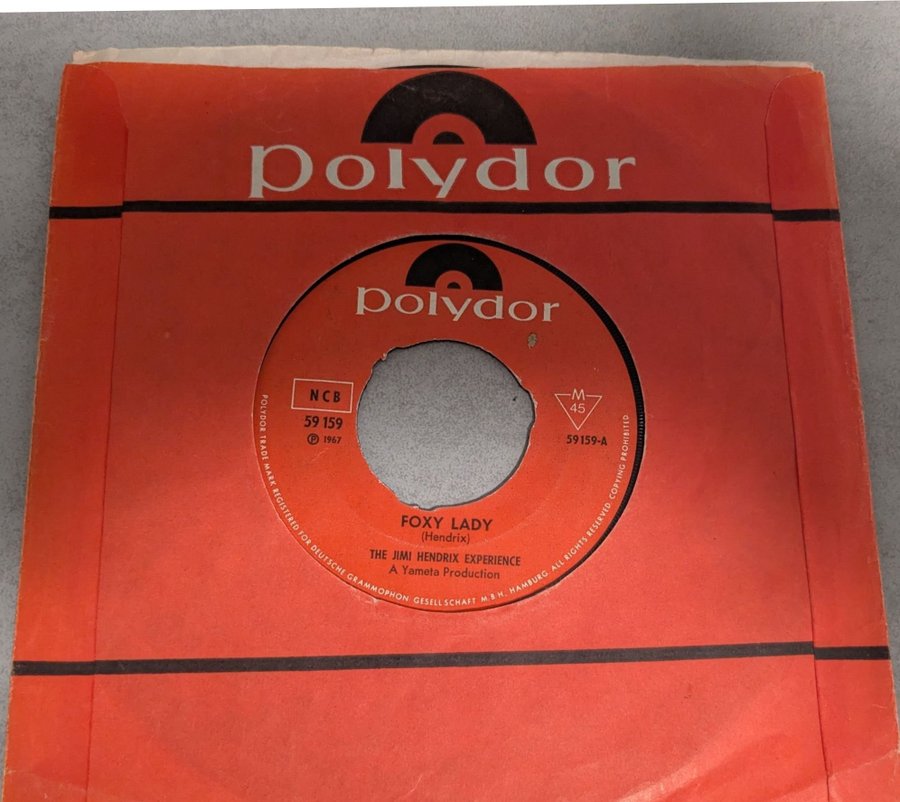 polydor
polydor
NCB
59 159
℗ 1967
M
45
59159-A
FOXY LADY
(Hendrix)
THE JIMI HENDRIX EXPERIENCE
A Yameta Production
POLYDOR TRADE MARK REGISTERED FOR DEUTSCHE GRAMMOPHON GESELLSCHAFT M.B.H. HAMBURG ALL RIGHTS RESERVED COPYING PROHIBITED